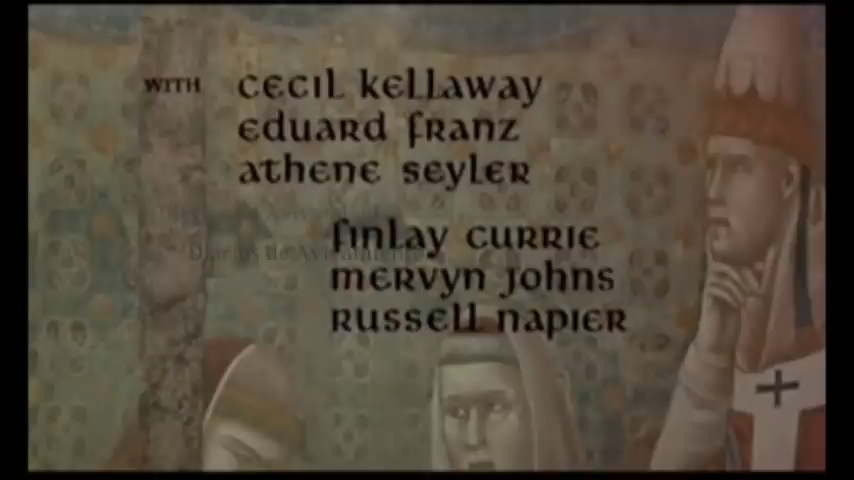 WITH CECIL KELLAWAY
EDUARD FRANZ
ATHENE SEYLER
FINLAY CURRIE
MERVYN JOHNS
RUSSELL NAPIER